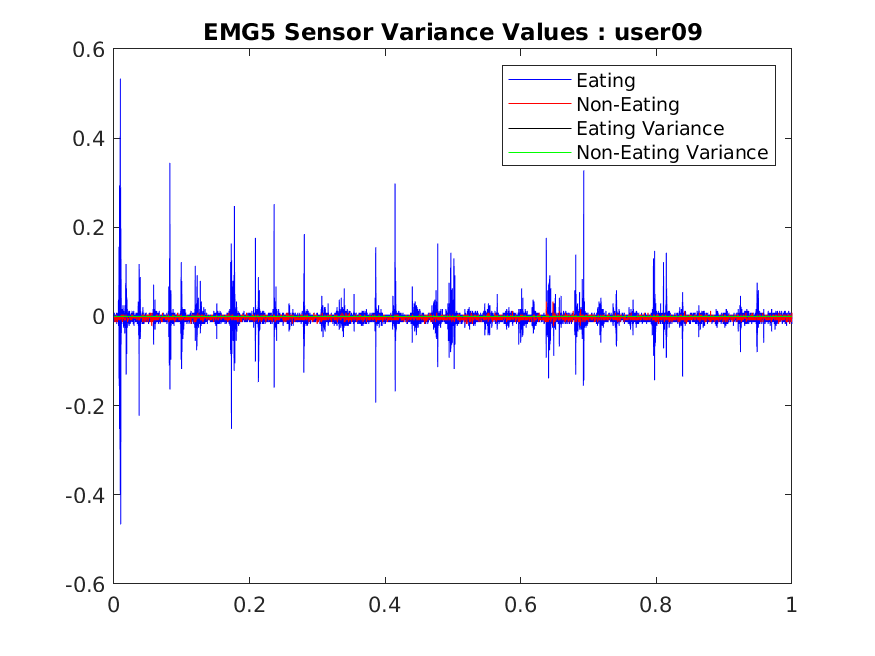 EMG5 Sensor Variance Values : user09
0.6
Eating
Non-Eating
Eating Variance
Non-Eating Variance
0.4
0.2
0
-0.2
-0.4
-0.6
0 0.2 0.4 0.6 0.8 1